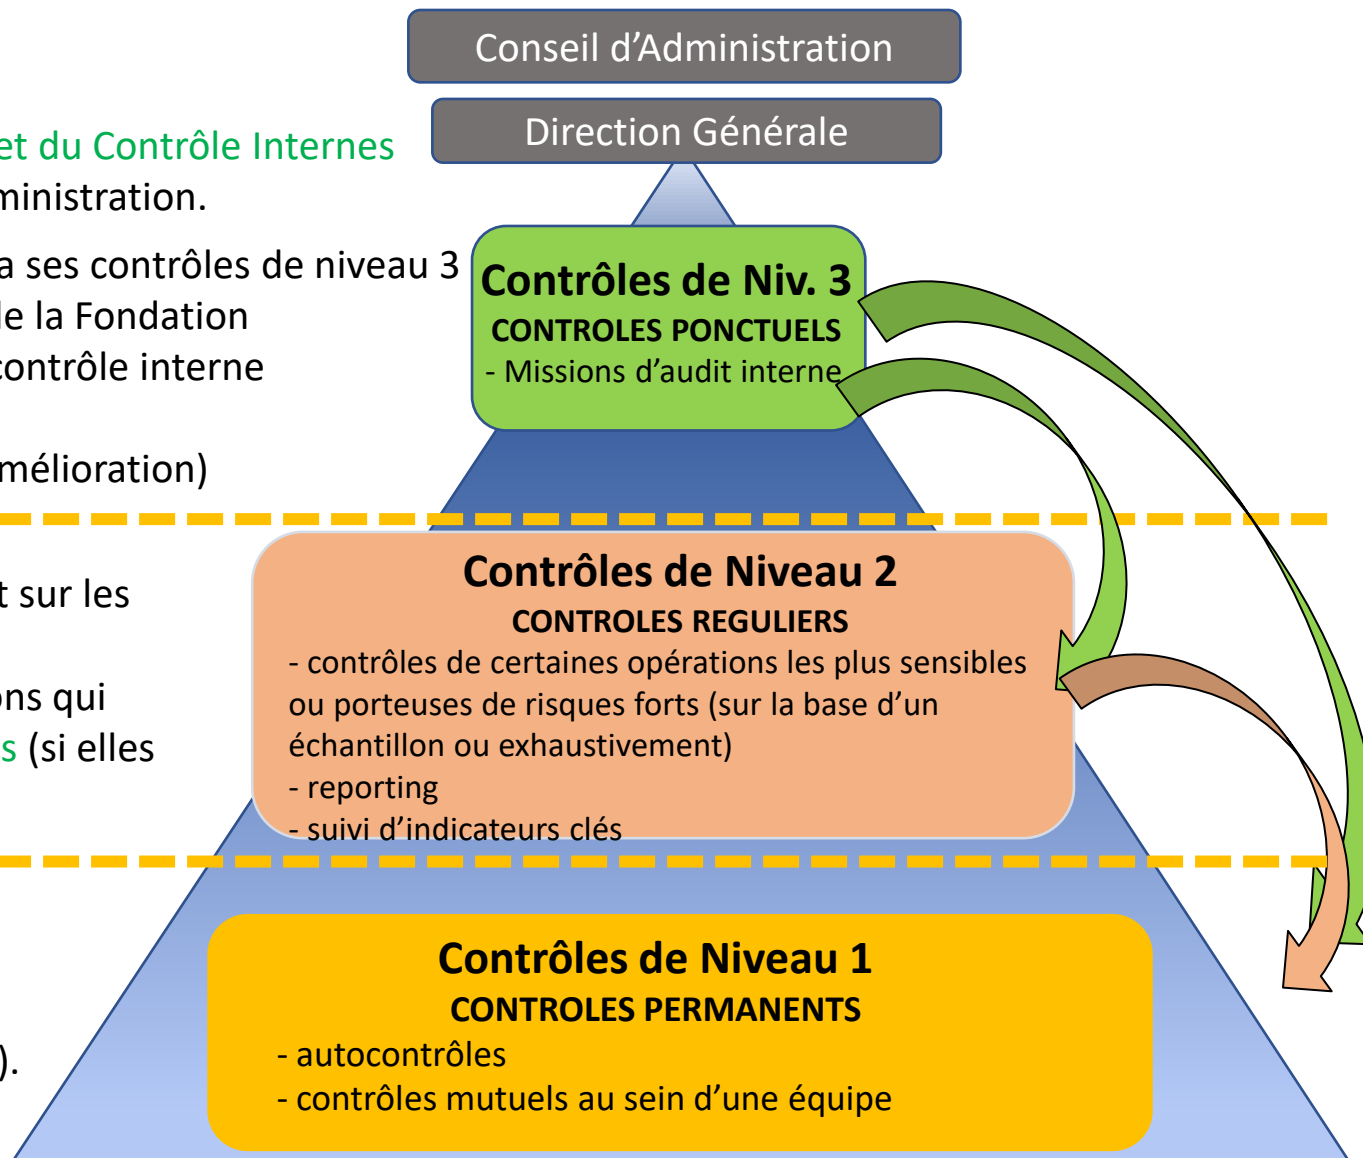 Conseil d’Administration
Direction Générale
et du Contrôle Internes
ministration.
a ses contrôles de niveau 3
de la Fondation
contrôle interne
mélioration)
Contrôles de Niv. 3
CONTROLES PONCTUELS
- Missions d’audit interne
t sur les
ons qui
s (si elles
Contrôles de Niveau 2
CONTROLES REGULIERS
- contrôles de certaines opérations les plus sensibles
ou porteuses de risques forts (sur la base d’un
échantillon ou exhaustivement)
- reporting
- suivi d’indicateurs clés
).
Contrôles de Niveau 1
CONTROLES PERMANENTS
- autocontrôles
- contrôles mutuels au sein d’une équipe